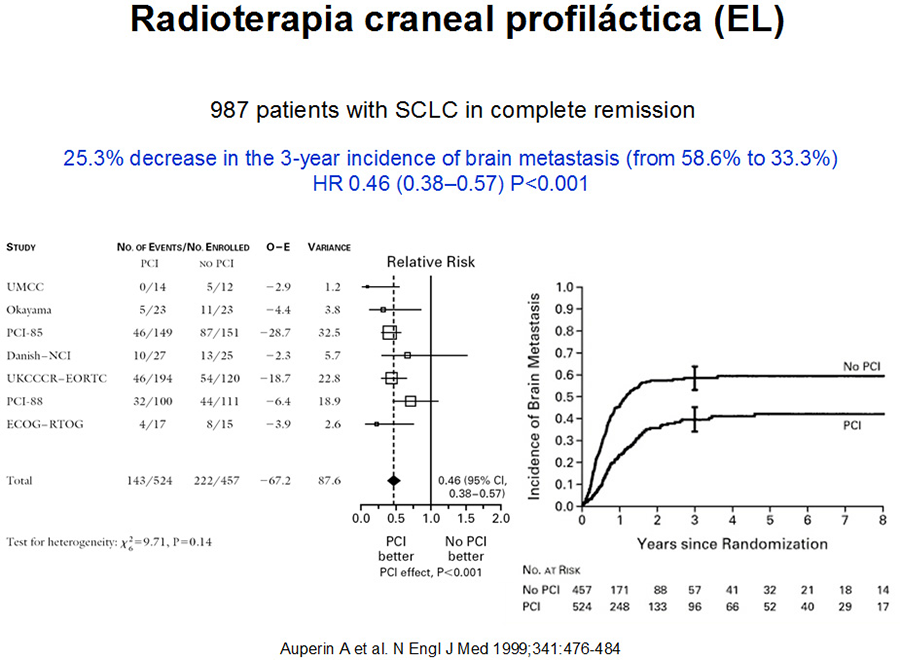 Radioterapia craneal profiláctica (EL)
987 patients with SCLC in complete remission
25.3% decrease in the 3-year incidence of brain metastasis (from 58.6% to 33.3%)
HR 0.46 (0.38–0.57) P<0.001
STUDY NO. OF EVENTS/NO. ENROLLED O–E VARIANCE
PCI NO PCI
Relative Risk
UMCC 0/14 5/12 −2.9 1.2
Okayama 5/23 11/23 −4.4 3.8
PCI-85 46/149 87/151 −28.7 32.5
Danish–NCI 10/27 13/25 −2.3 5.7
UKCCCR–EORTC 46/194 54/120 −18.7 22.8
PCI-88 32/100 44/111 −6.4 18.9
ECOG–RTOG 4/17 8/15 −3.9 2.6
Total 143/524 222/457 −67.2 87.6
0.46 (95% CI,
0.38–0.57)
0.0 0.5 1.0 1.5 2.0
Test for heterogeneity: χ²₆=9.71, P=0.14
PCI No PCI
better better
PCI effect, P<0.001
Incidence of Brain Metastasis
1.0
0.9
0.8
0.7
0.6
0.5
0.4
0.3
0.2
0.1
0.0
No PCI
PCI
0 1 2 3 4 5 6 7 8
Years since Randomization
NO. AT RISK
No PCI 457 171 88 57 41 32 21 18 14
PCI 524 248 133 96 66 52 40 29 17
Auperin A et al. N Engl J Med 1999;341:476-484